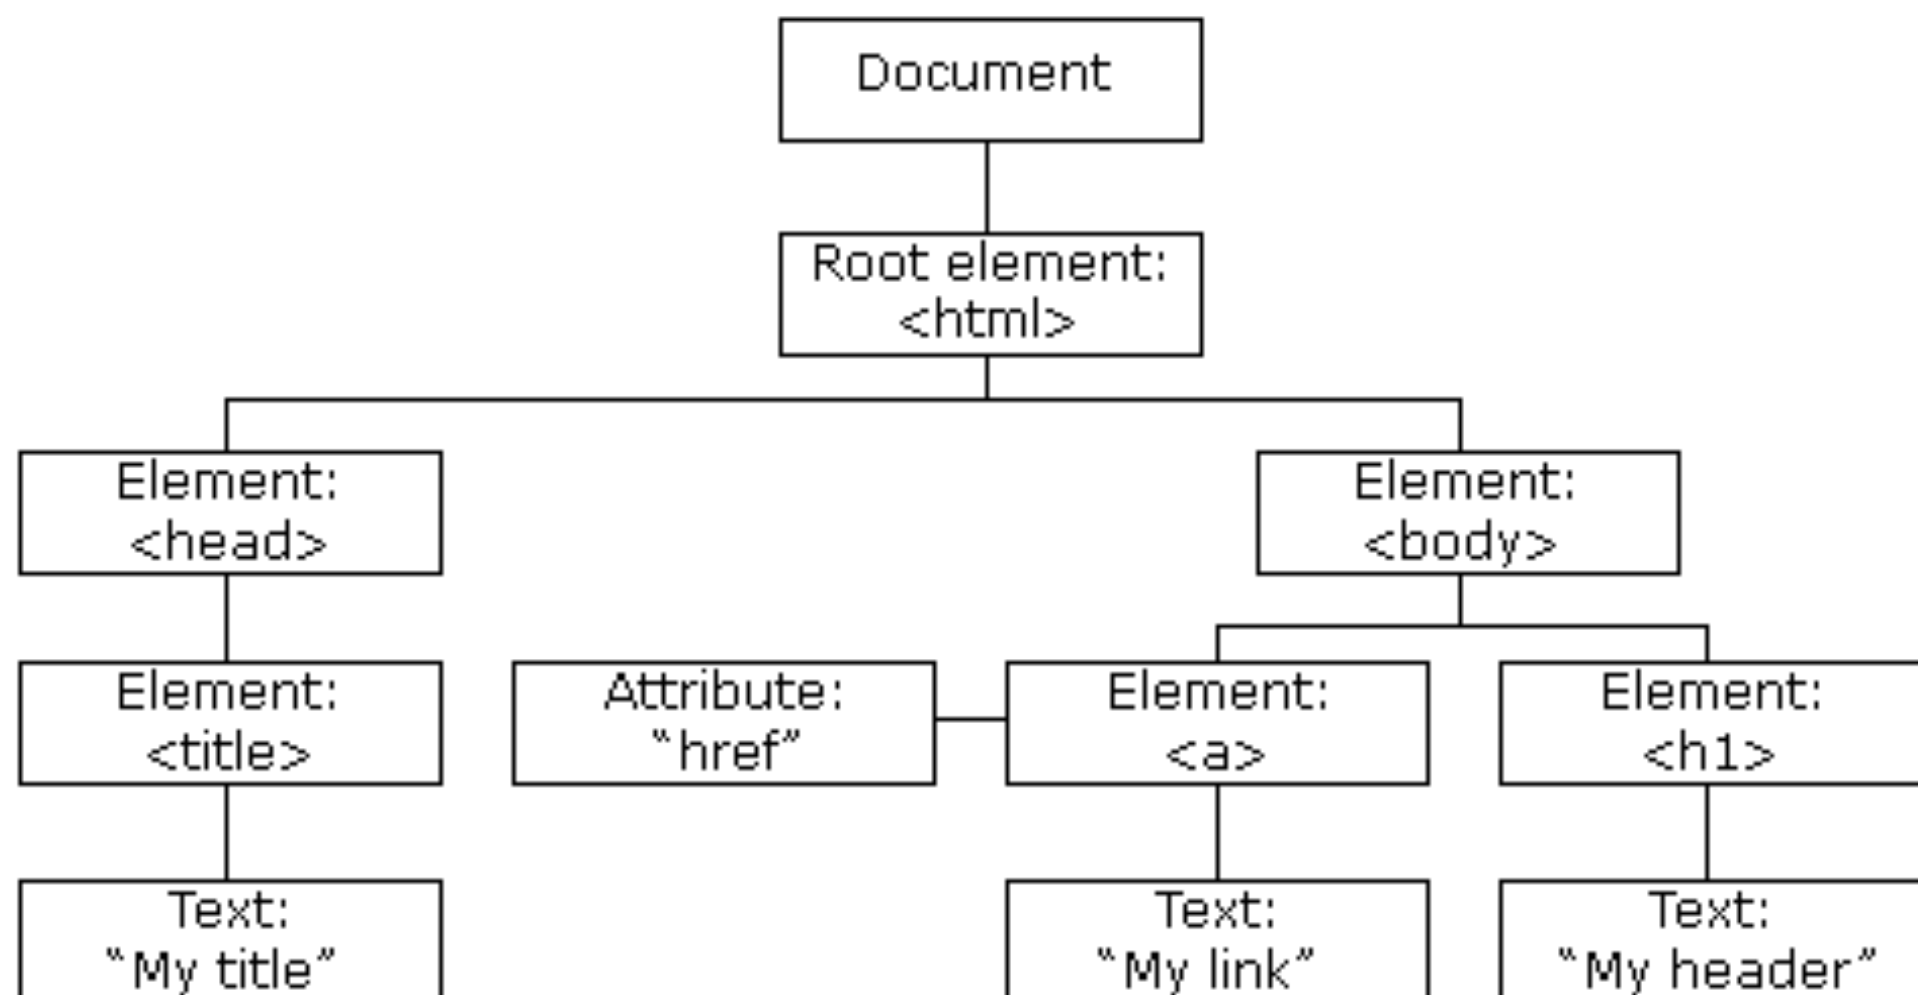 Document
Root element:
<html>
Element:
<head>
Element:
<body>
Element:
<title>
Attribute:
“href”
Element:
<a>
Element:
<h1>
Text:
“My title”
Text:
“My link”
Text:
“My header”